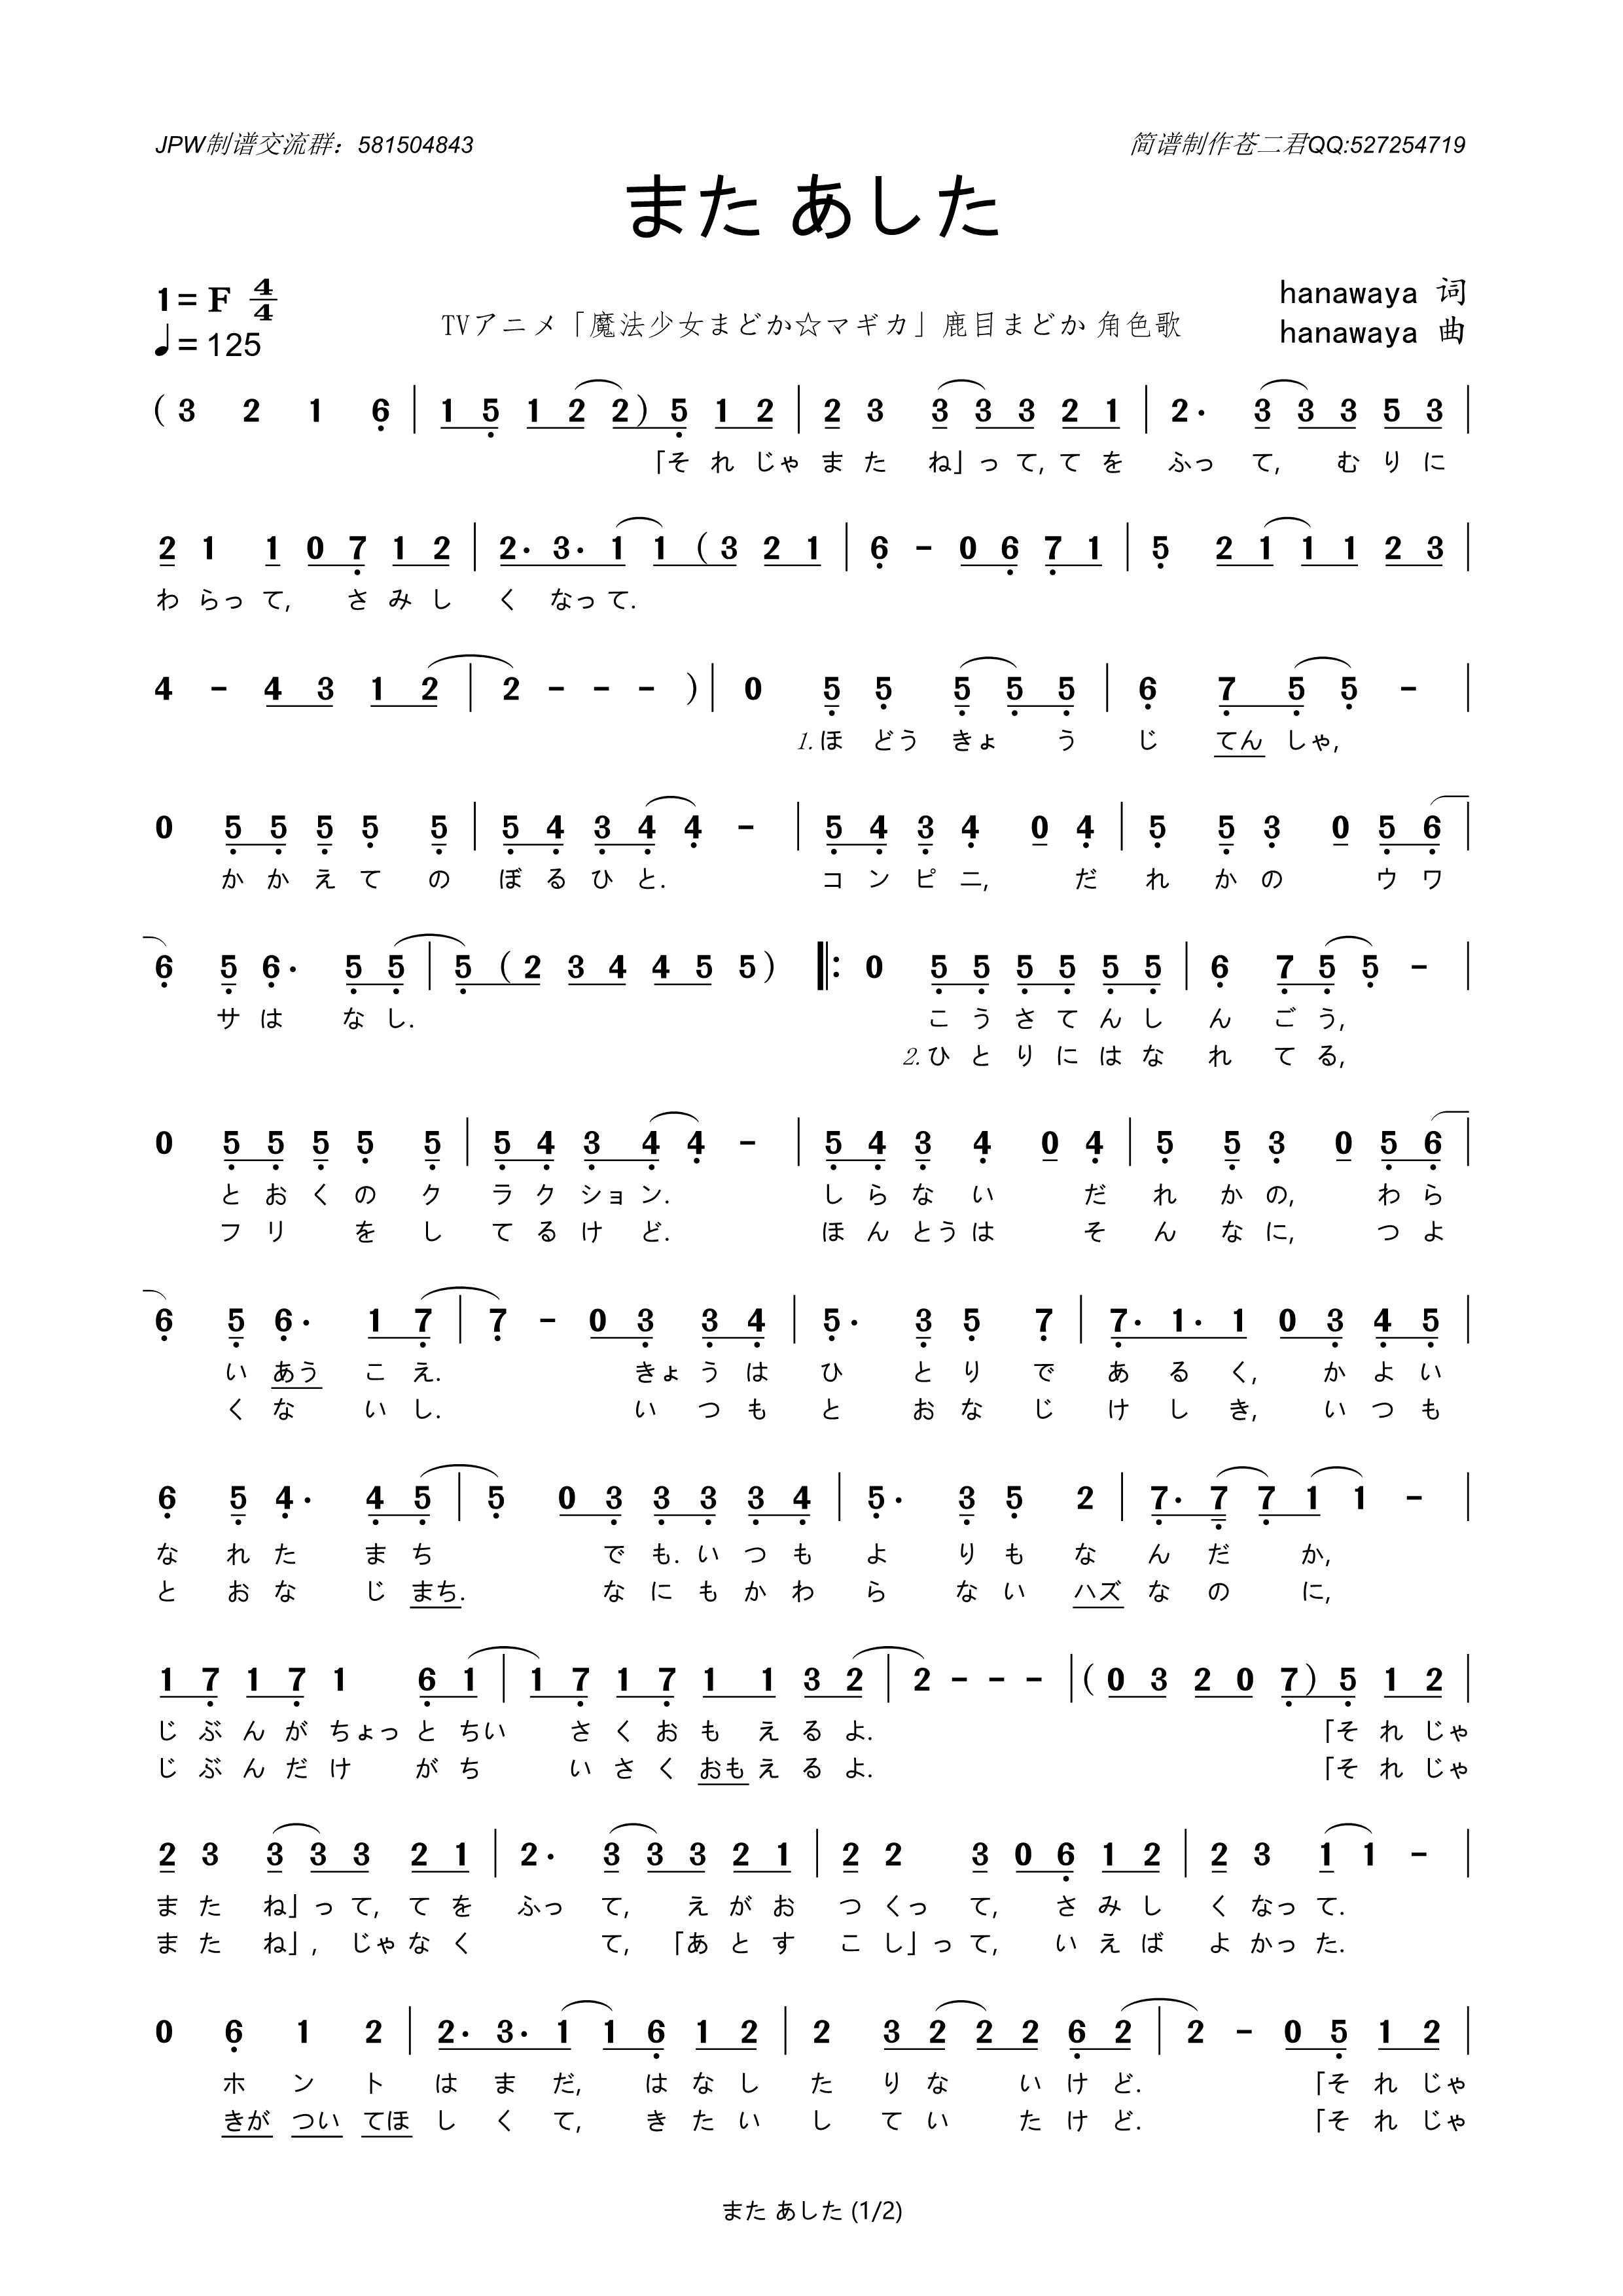 JPW制谱交流群：581504843 简谱制作苍二君QQ:527254719
また あした
1= F 4/4
♩= 125
TVアニメ「魔法少女まどか☆マギカ」鹿目まどか 角色歌
hanawaya 词
hanawaya 曲
( 3 2 1 6 | 1 5 1 2 2 ) 5 1 2 | 2 3 3 3 3 2 1 | 2 · 3 3 3 5 3 |
「そ れ じゃ ま た ね」っ て, て を ふっ て, む り に
2 1 1 0 7 1 2 | 2 · 3 · 1 1 ( 3 2 1 | 6 - 0 6 7 1 | 5 2 1 1 1 2 3 |
わ らっ て, さ み し く なっ て.
4 - 4 3 1 2 | 2 - - - ) | 0 5 5 5 5 5 | 6 7 5 5 - |
1. ほ どう きょ う じ てん しゃ,
0 5 5 5 5 5 | 5 4 3 4 4 - | 5 4 3 4 0 4 | 5 5 3 0 5 6 |
か か え て の ぼ る ひ と. コ ン ピ ニ, だ れ か の ウ ワ
6 5 6 · 5 5 | 5 ( 2 3 4 4 5 5 ) ‖: 0 5 5 5 5 5 5 | 6 7 5 5 - |
サ は な し. こ う さ て ん し ん ご う,
2. ひ と り に は な れ て る,
0 5 5 5 5 5 | 5 4 3 4 4 - | 5 4 3 4 0 4 | 5 5 3 0 5 6 |
と お く の ク ラ ク ショ ン. し ら な い だ れ か の, わ ら
フ リ を し て る け ど. ほ ん とう は そ ん な に, つ よ
6 5 6 · 1 7 | 7 - 0 3 3 4 | 5 · 3 5 7 | 7 · 1 · 1 0 3 4 5 |
い あう こ え. きょ う は ひ と り で あ る く, か よ い
く な い し. い つ も と お な じ け し き, い つ も
6 5 4 · 4 5 | 5 0 3 3 3 3 4 | 5 · 3 5 2 | 7 · 7 7 1 1 - |
な れ た ま ち で も. い つ も よ り も な ん だ か,
と お な じ まち. な に も か わ ら な い ハズ な の に,
1 7 1 7 1 6 1 | 1 7 1 7 1 1 3 2 | 2 - - - | ( 0 3 2 0 7 ) 5 1 2 |
じ ぶ ん が ちょっ と ちい さ く お も え る よ. 「そ れ じゃ
じ ぶ ん だ け が ち い さ く おも え る よ. 「そ れ じゃ
2 3 3 3 3 2 1 | 2 · 3 3 3 2 1 | 2 2 3 0 6 1 2 | 2 3 1 1 - |
ま た ね」っ て, て を ふっ て, え が お つ くっ て, さ み し く なっ て.
ま た ね」, じゃ な く て, 「あ と す こ し」っ て, い え ば よ かっ た.
0 6 1 2 | 2 · 3 · 1 1 6 1 2 | 2 3 2 2 2 6 2 | 2 - 0 5 1 2 |
ホ ン ト は ま だ, は な し た り な い け ど. 「そ れ じゃ
きが つい てほ し く て, き た い し て い た け ど. 「そ れ じゃ
また あした (1/2)